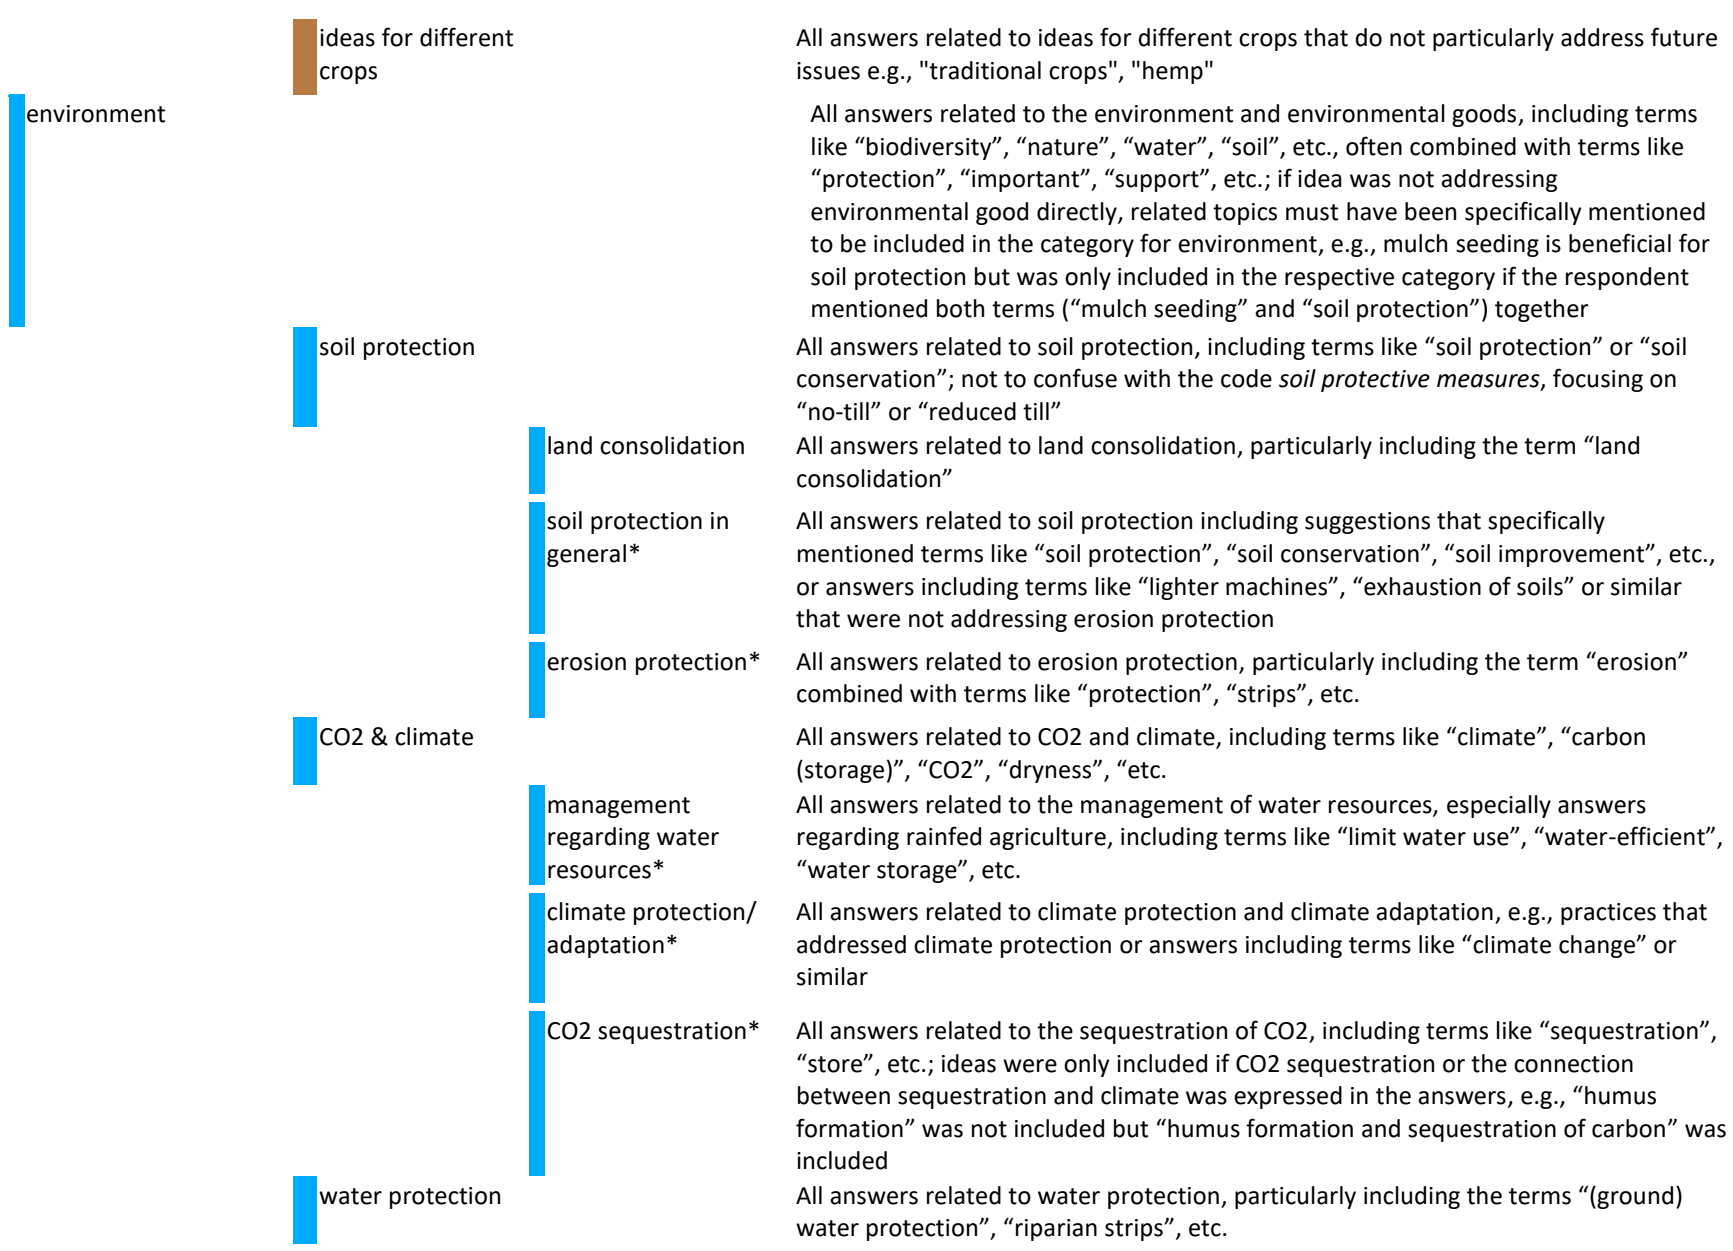 ideas for different crops All answers related to ideas for different crops that do not particularly address future
issues e.g., "traditional crops", "hemp"
environment All answers related to the environment and environmental goods, including terms
like “biodiversity”, “nature”, “water”, “soil”, etc., often combined with terms like
“protection”, “important”, “support”, etc.; if idea was not addressing
environmental good directly, related topics must have been specifically mentioned
to be included in the category for environment, e.g., mulch seeding is beneficial for
soil protection but was only included in the respective category if the respondent
mentioned both terms (“mulch seeding” and “soil protection”) together
soil protection All answers related to soil protection, including terms like “soil protection” or “soil
conservation”; not to confuse with the code soil protective measures, focusing on
“no-till” or “reduced till”
land consolidation All answers related to land consolidation, particularly including the term “land
consolidation”
soil protection in general* All answers related to soil protection including suggestions that specifically
mentioned terms like “soil protection”, “soil conservation”, “soil improvement”, etc.,
or answers including terms like “lighter machines”, “exhaustion of soils” or similar
that were not addressing erosion protection
erosion protection* All answers related to erosion protection, particularly including the term “erosion”
combined with terms like “protection”, “strips”, etc.
CO2 & climate All answers related to CO2 and climate, including terms like “climate”, “carbon
(storage)”, “CO2”, “dryness”, “etc.
management regarding water resources* All answers related to the management of water resources, especially answers
regarding rainfed agriculture, including terms like “limit water use”, “water-efficient”,
“water storage”, etc.
climate protection/ adaptation* All answers related to climate protection and climate adaptation, e.g., practices that
addressed climate protection or answers including terms like “climate change” or
similar
CO2 sequestration* All answers related to the sequestration of CO2, including terms like “sequestration”,
“store”, etc.; ideas were only included if CO2 sequestration or the connection
between sequestration and climate was expressed in the answers, e.g., “humus
formation” was not included but “humus formation and sequestration of carbon” was
included
water protection All answers related to water protection, particularly including the terms “(ground)
water protection”, “riparian strips”, etc.